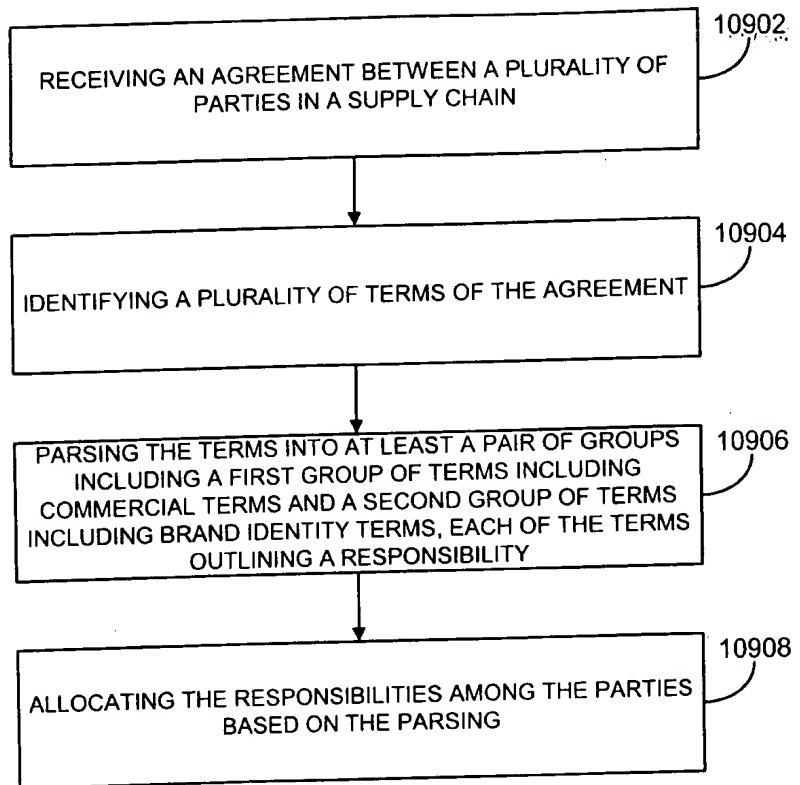 10902
RECEIVING AN AGREEMENT BETWEEN A PLURALITY OF
PARTIES IN A SUPPLY CHAIN
10904
IDENTIFYING A PLURALITY OF TERMS OF THE AGREEMENT
10906
PARSING THE TERMS INTO AT LEAST A PAIR OF GROUPS
INCLUDING A FIRST GROUP OF TERMS INCLUDING
COMMERCIAL TERMS AND A SECOND GROUP OF TERMS
INCLUDING BRAND IDENTITY TERMS, EACH OF THE TERMS
OUTLINING A RESPONSIBILITY
10908
ALLOCATING THE RESPONSIBILITIES AMONG THE PARTIES
BASED ON THE PARSING